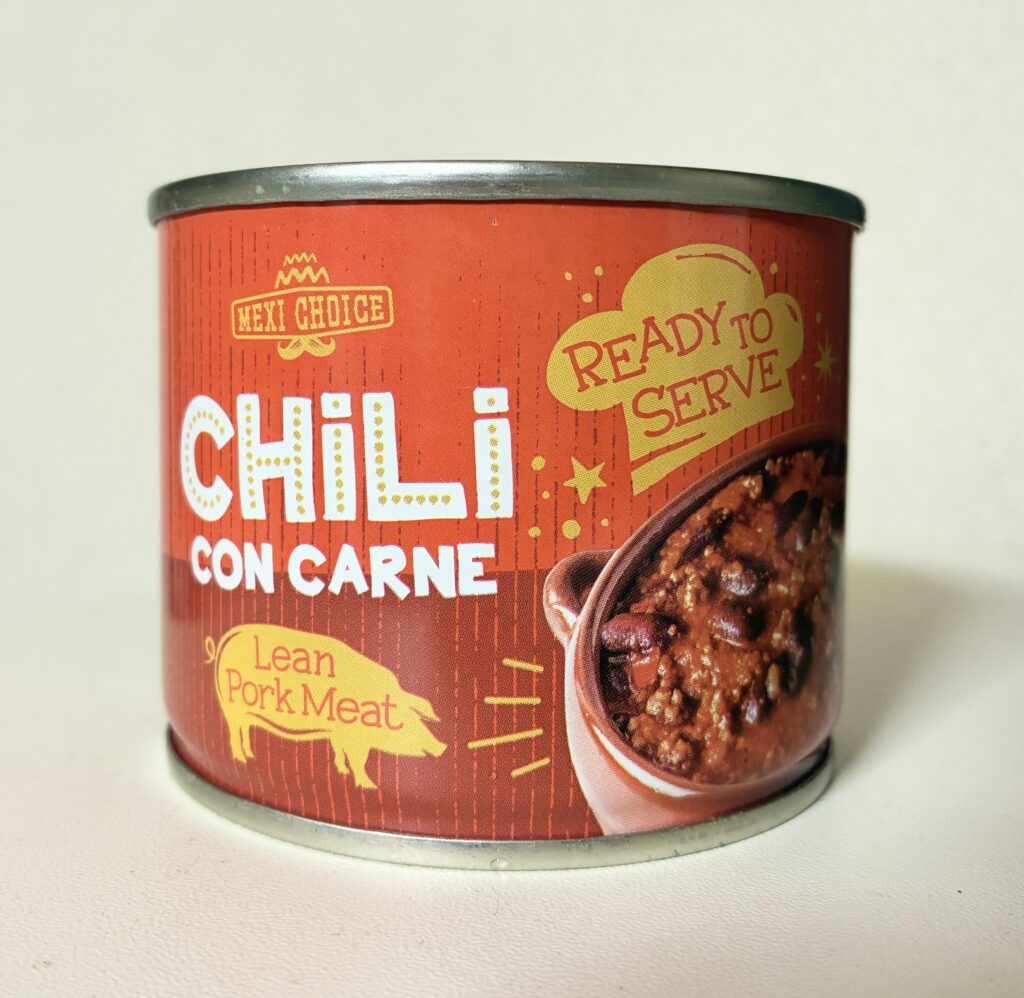 MEXI CHOICE
READY TO
SERVE
CHiLi
CON CARNE
Lean
Pork Meat